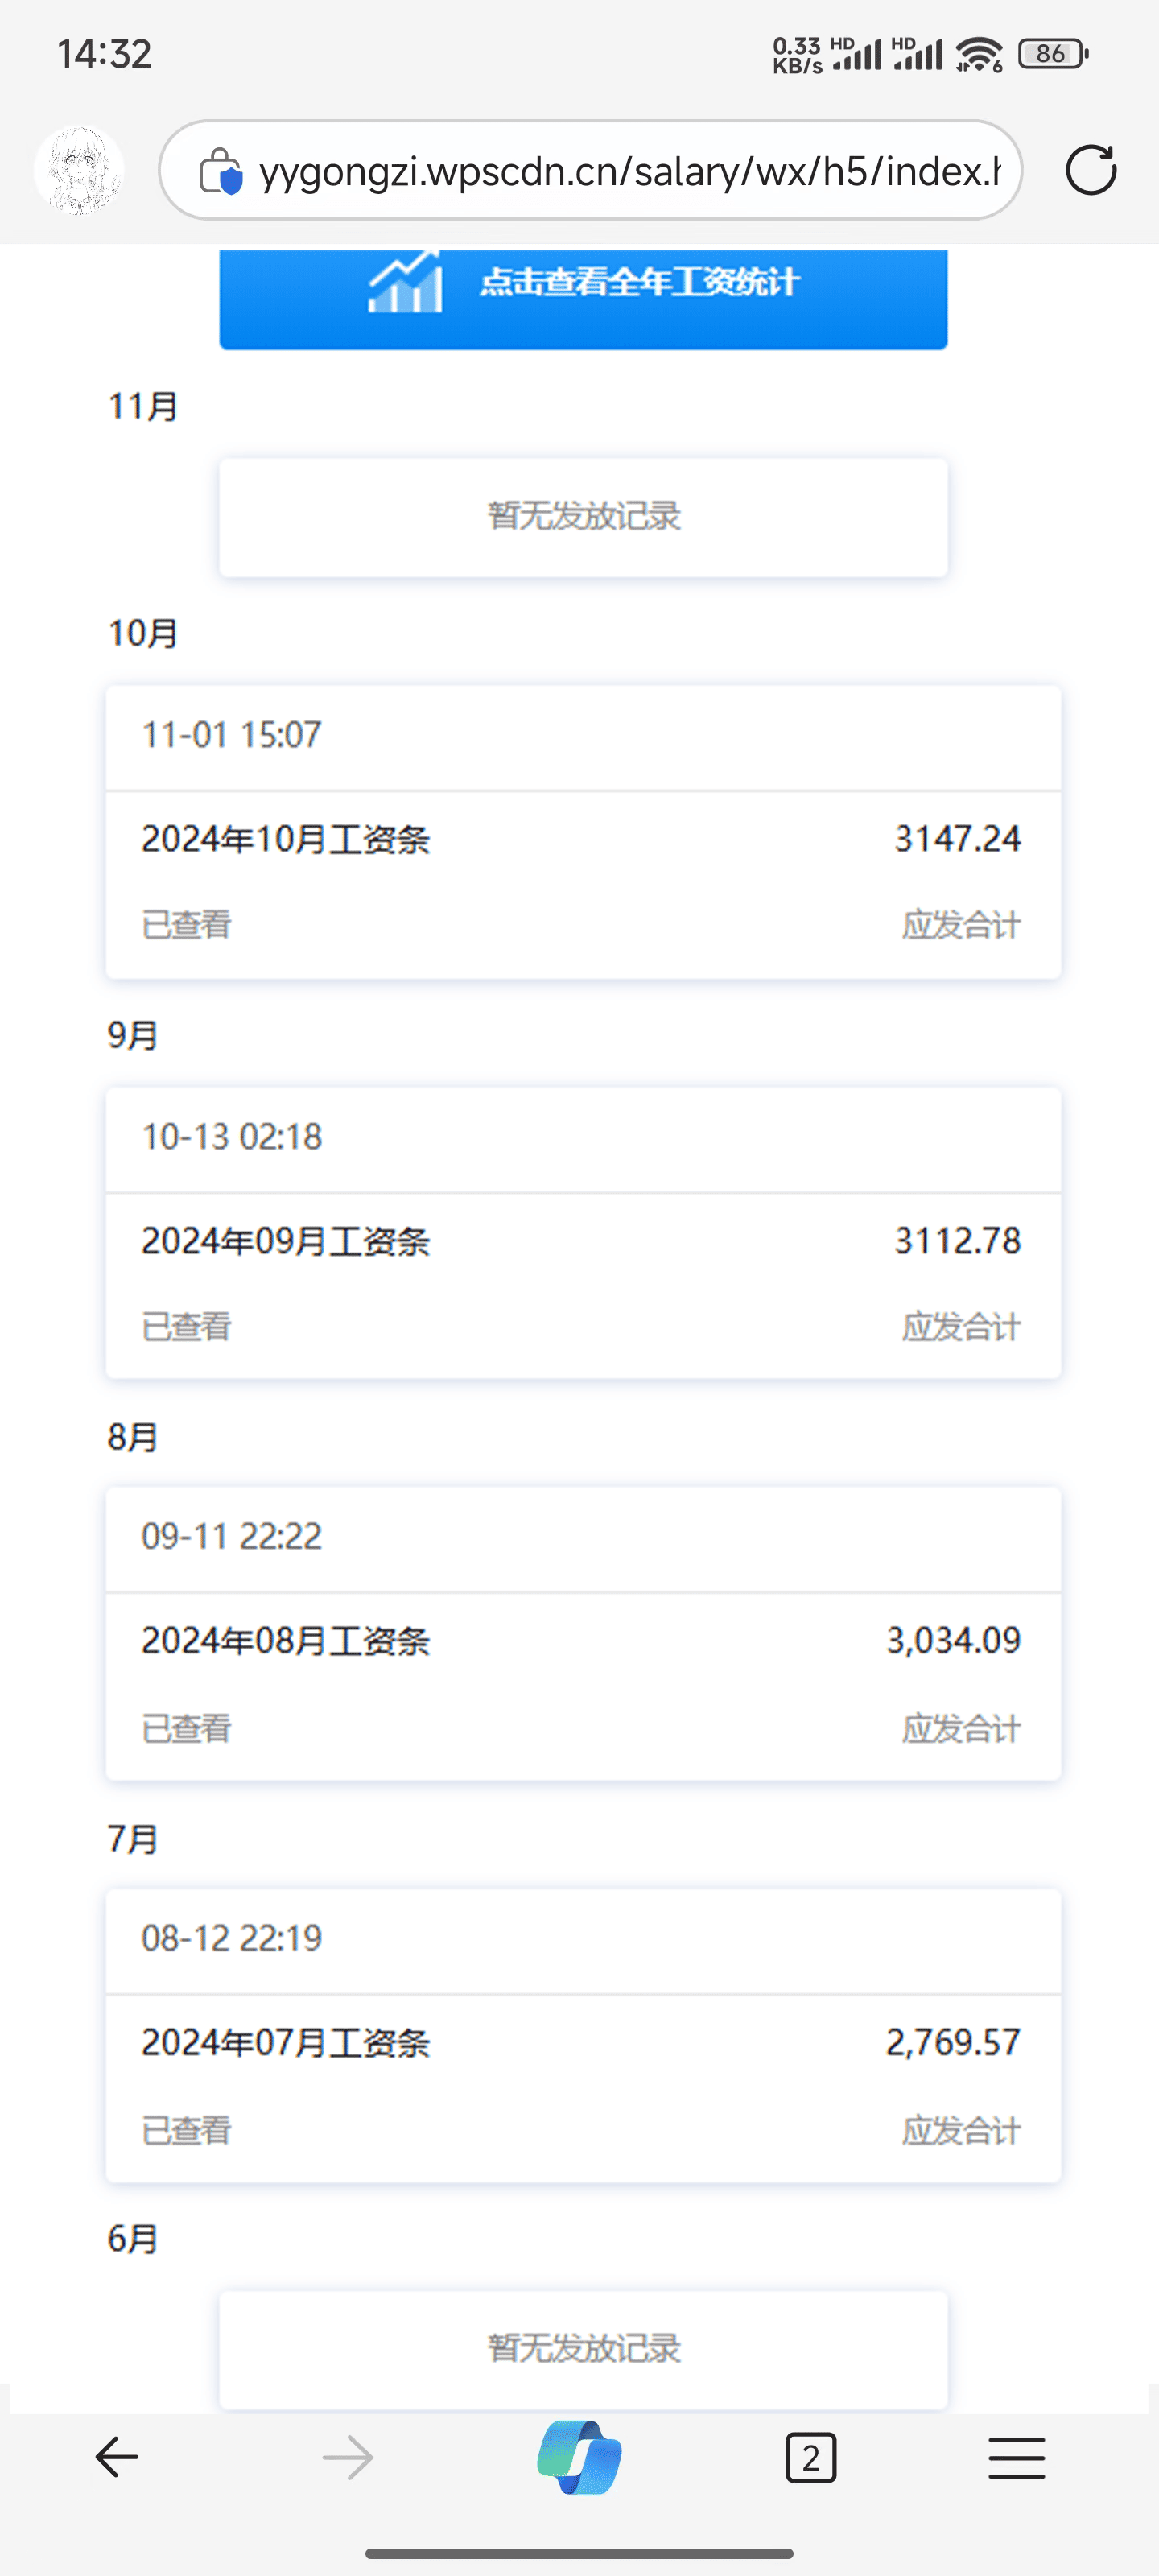 14:32
0.33 KB/s HD HD 6 86
yygongzi.wpscdn.cn/salary/wx/h5/index.h
点击查看全年工资统计
11月
暂无发放记录
10月
11-01 15:07
2024年10月工资条 3147.24
已查看 应发合计
9月
10-13 02:18
2024年09月工资条 3112.78
已查看 应发合计
8月
09-11 22:22
2024年08月工资条 3,034.09
已查看 应发合计
7月
08-12 22:19
2024年07月工资条 2,769.57
已查看 应发合计
6月
暂无发放记录
2